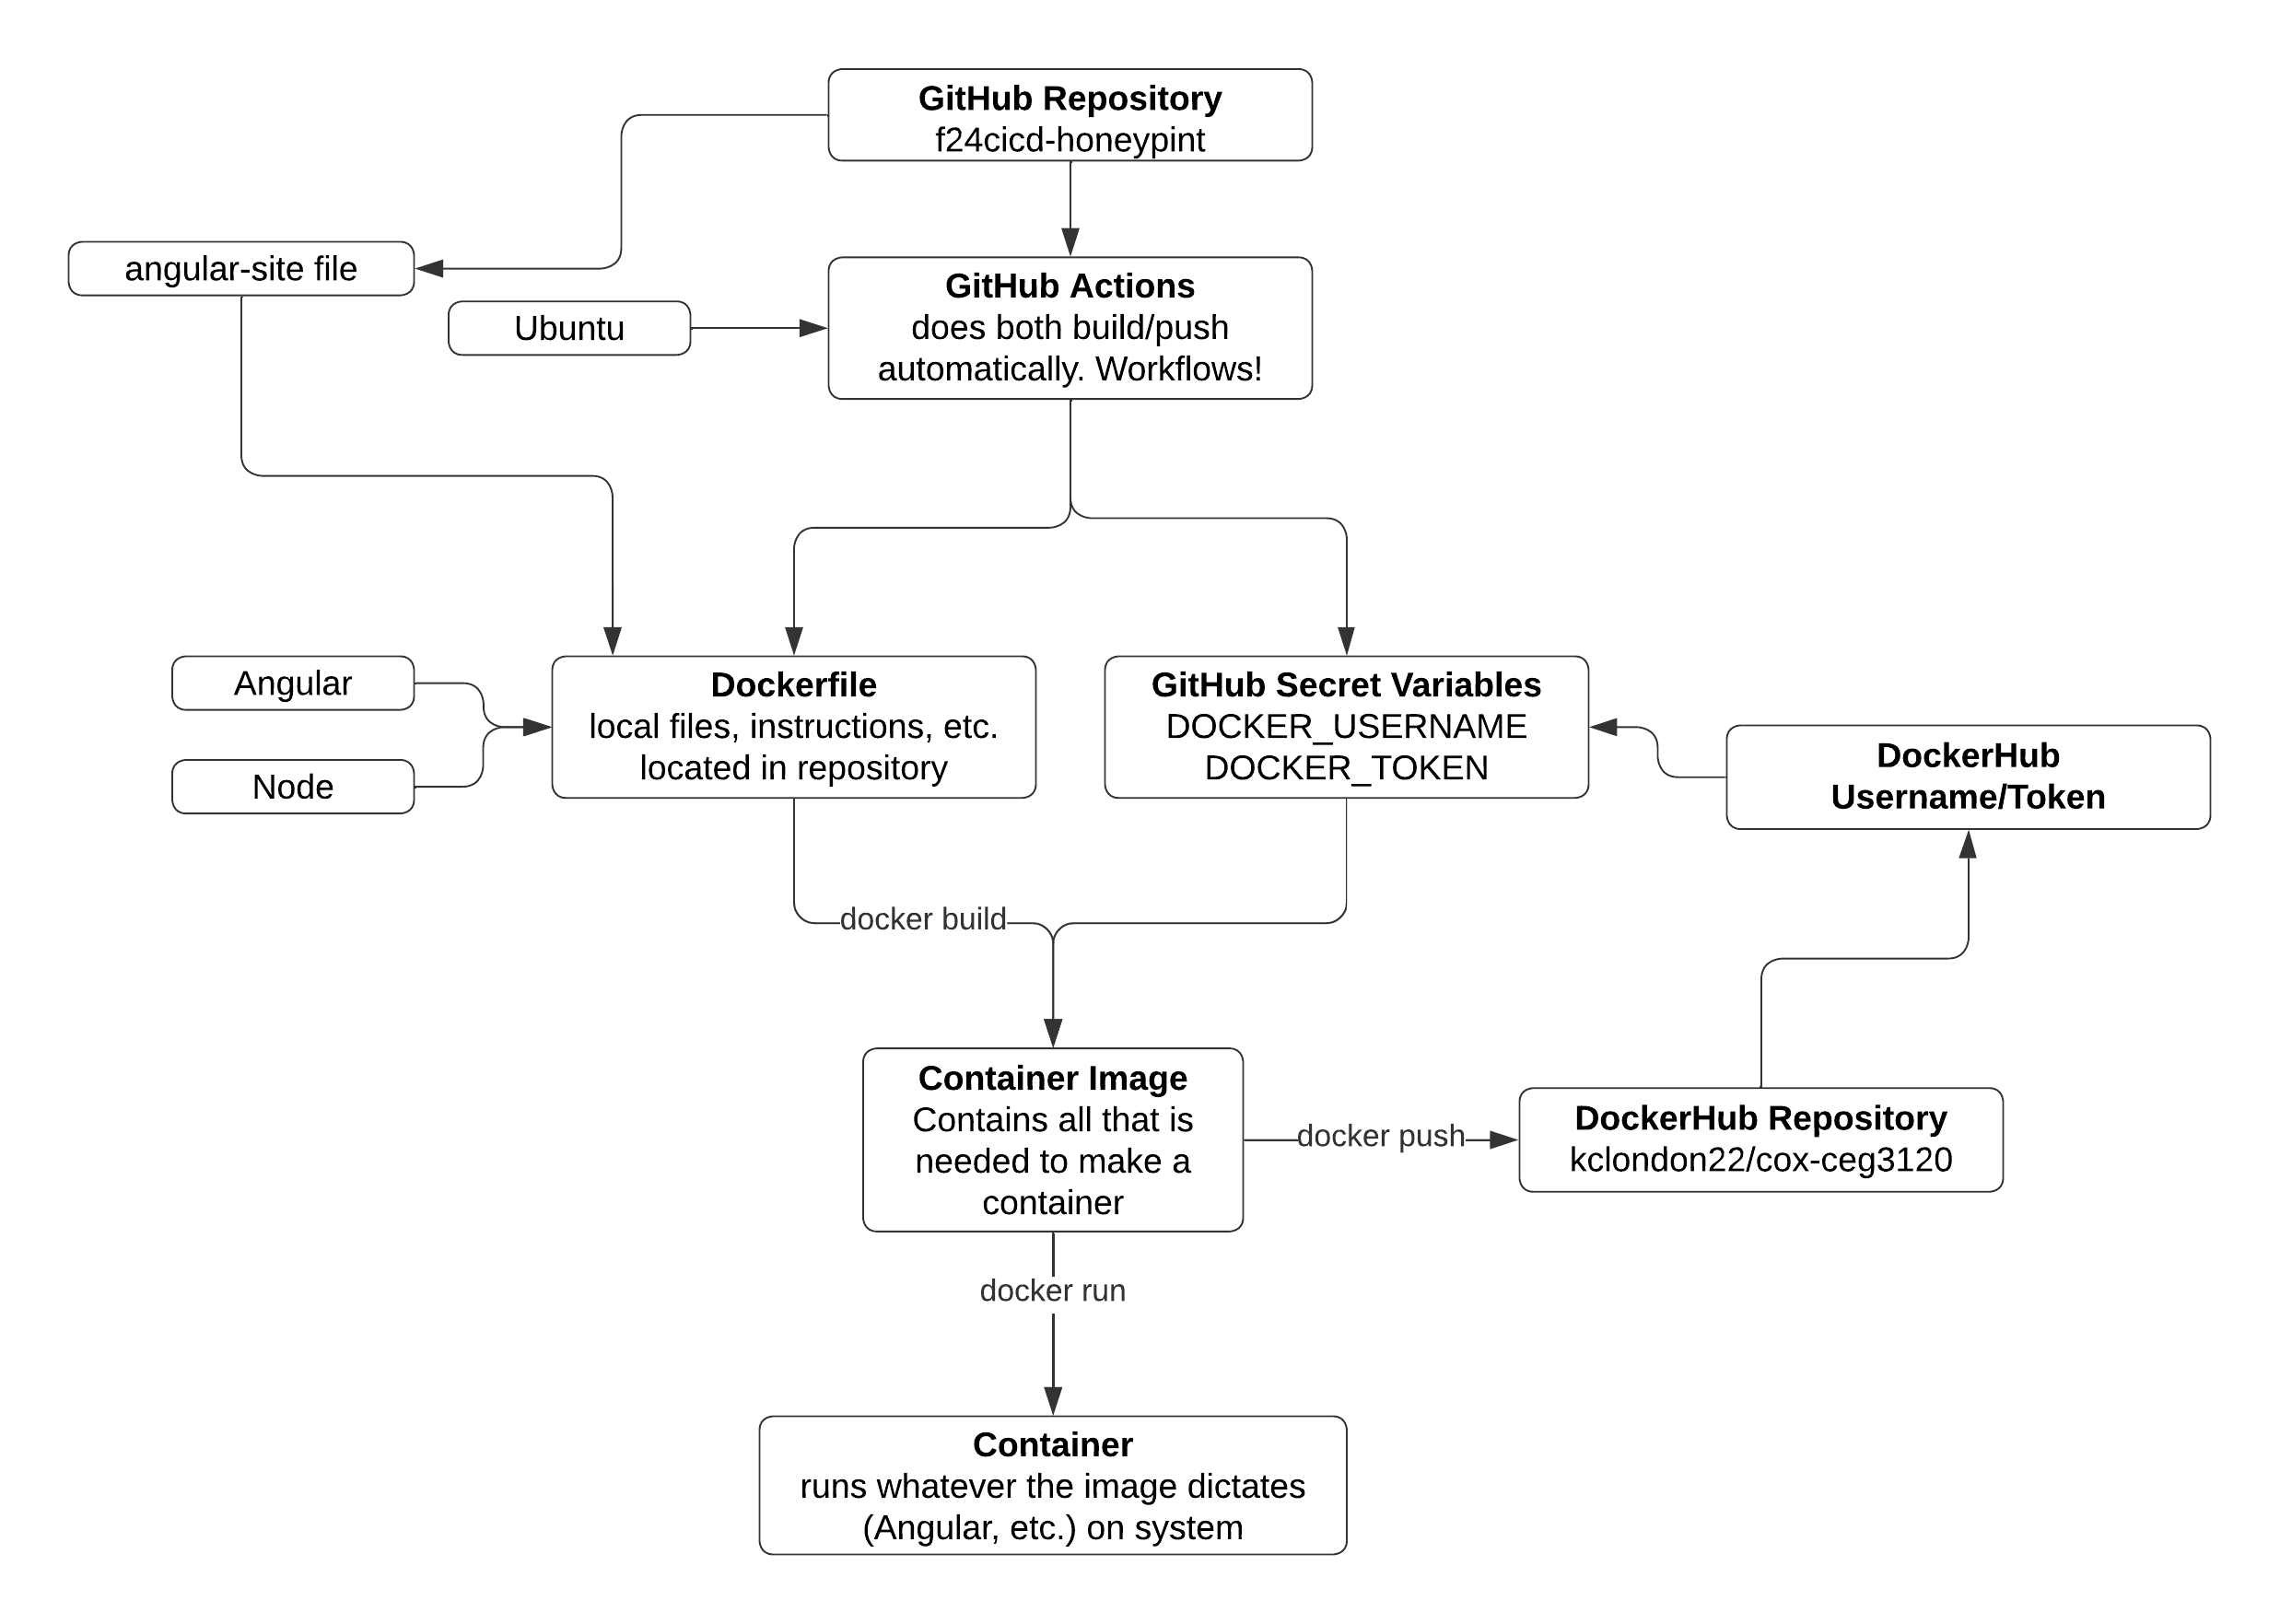 GitHub Repository
f24cicd-honeypint
angular-site file
Ubuntu
GitHub Actions
does both build/push
automatically. Workflows!
Angular
Node
Dockerfile
local files, instructions, etc.
located in repository
GitHub Secret Variables
DOCKER_USERNAME
DOCKER_TOKEN
DockerHub
Username/Token
docker build
Container Image
Contains all that is
needed to make a
container
docker push
DockerHub Repository
kclondon22/cox-ceg3120
docker run
Container
runs whatever the image dictates
(Angular, etc.) on system